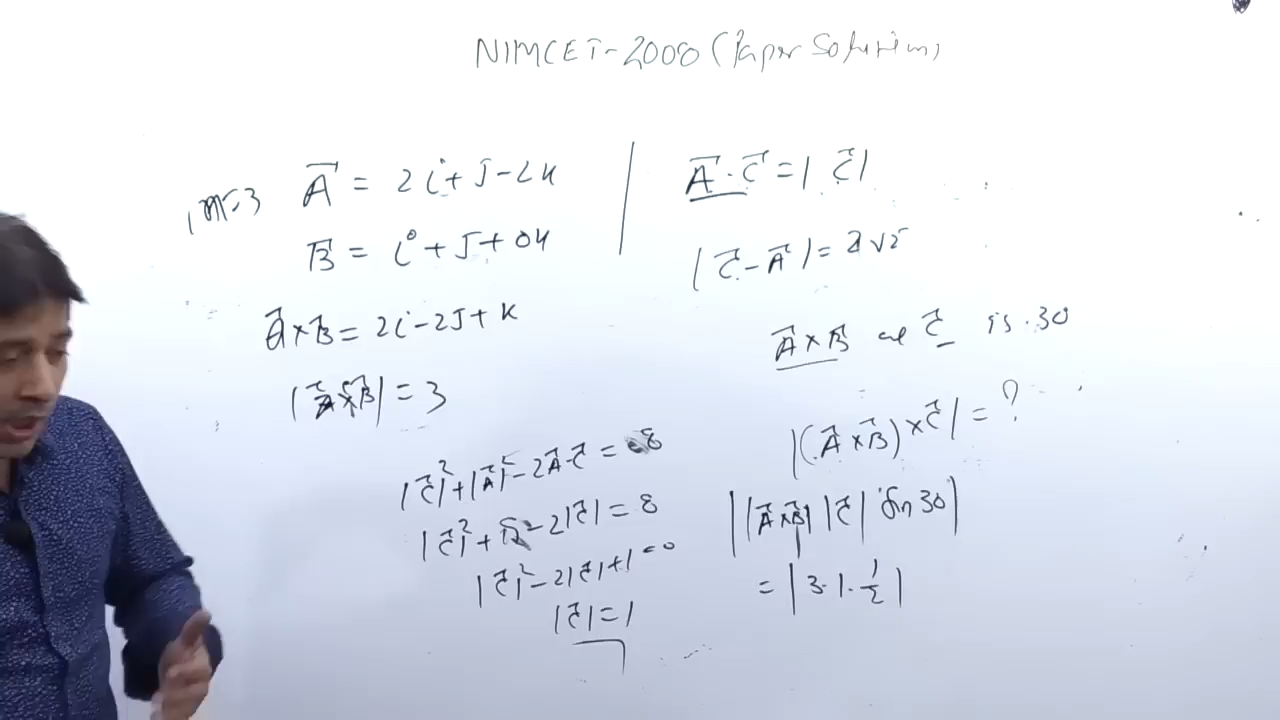 NIMCET-2008 (Paper Solution)
A⃗ = 2i + J - 2K
B⃗ = i + J + 0K
A⃗ × B⃗ = 2i - 2J + K
|A⃗ × B⃗| = 3
|C⃗|² + |A⃗|² - 2A⃗·C⃗ = 8
|C⃗|² + 9 - 2|C⃗| = 8
|C⃗|² - 2|C⃗| + 1 = 0
|C⃗| = 1
A⃗·C⃗ = |C⃗|
|C⃗ - A⃗| = 2√2
A⃗ × B⃗ and C⃗ is 30
|(A⃗ × B⃗) × C⃗| = ?
||A⃗ × B⃗| |C⃗| Sin 30|
= |3·1·1/2|